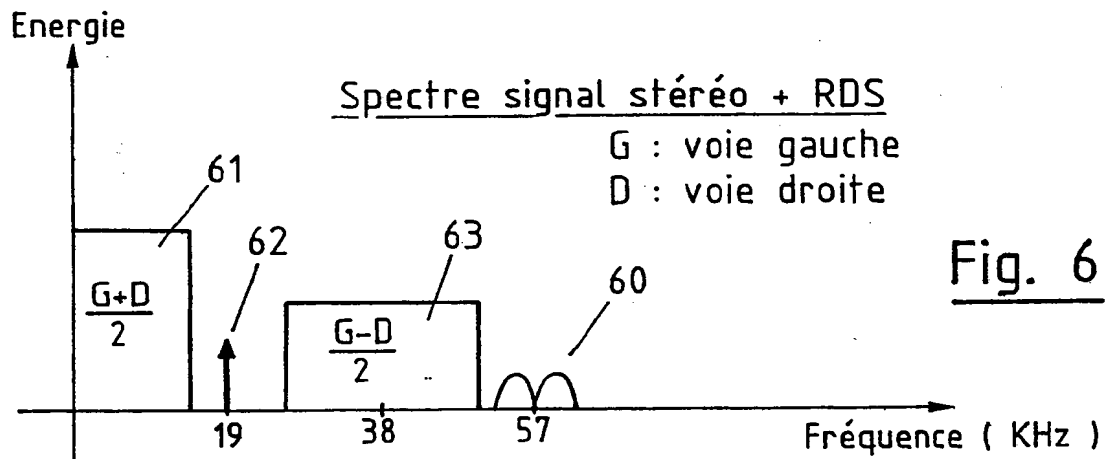 Energie
Spectre signal stéréo + RDS
G : voie gauche
D : voie droite
61
62
63
60
Fig. 6
G+D
2
G-D
2
19
38
57
Fréquence ( KHz )